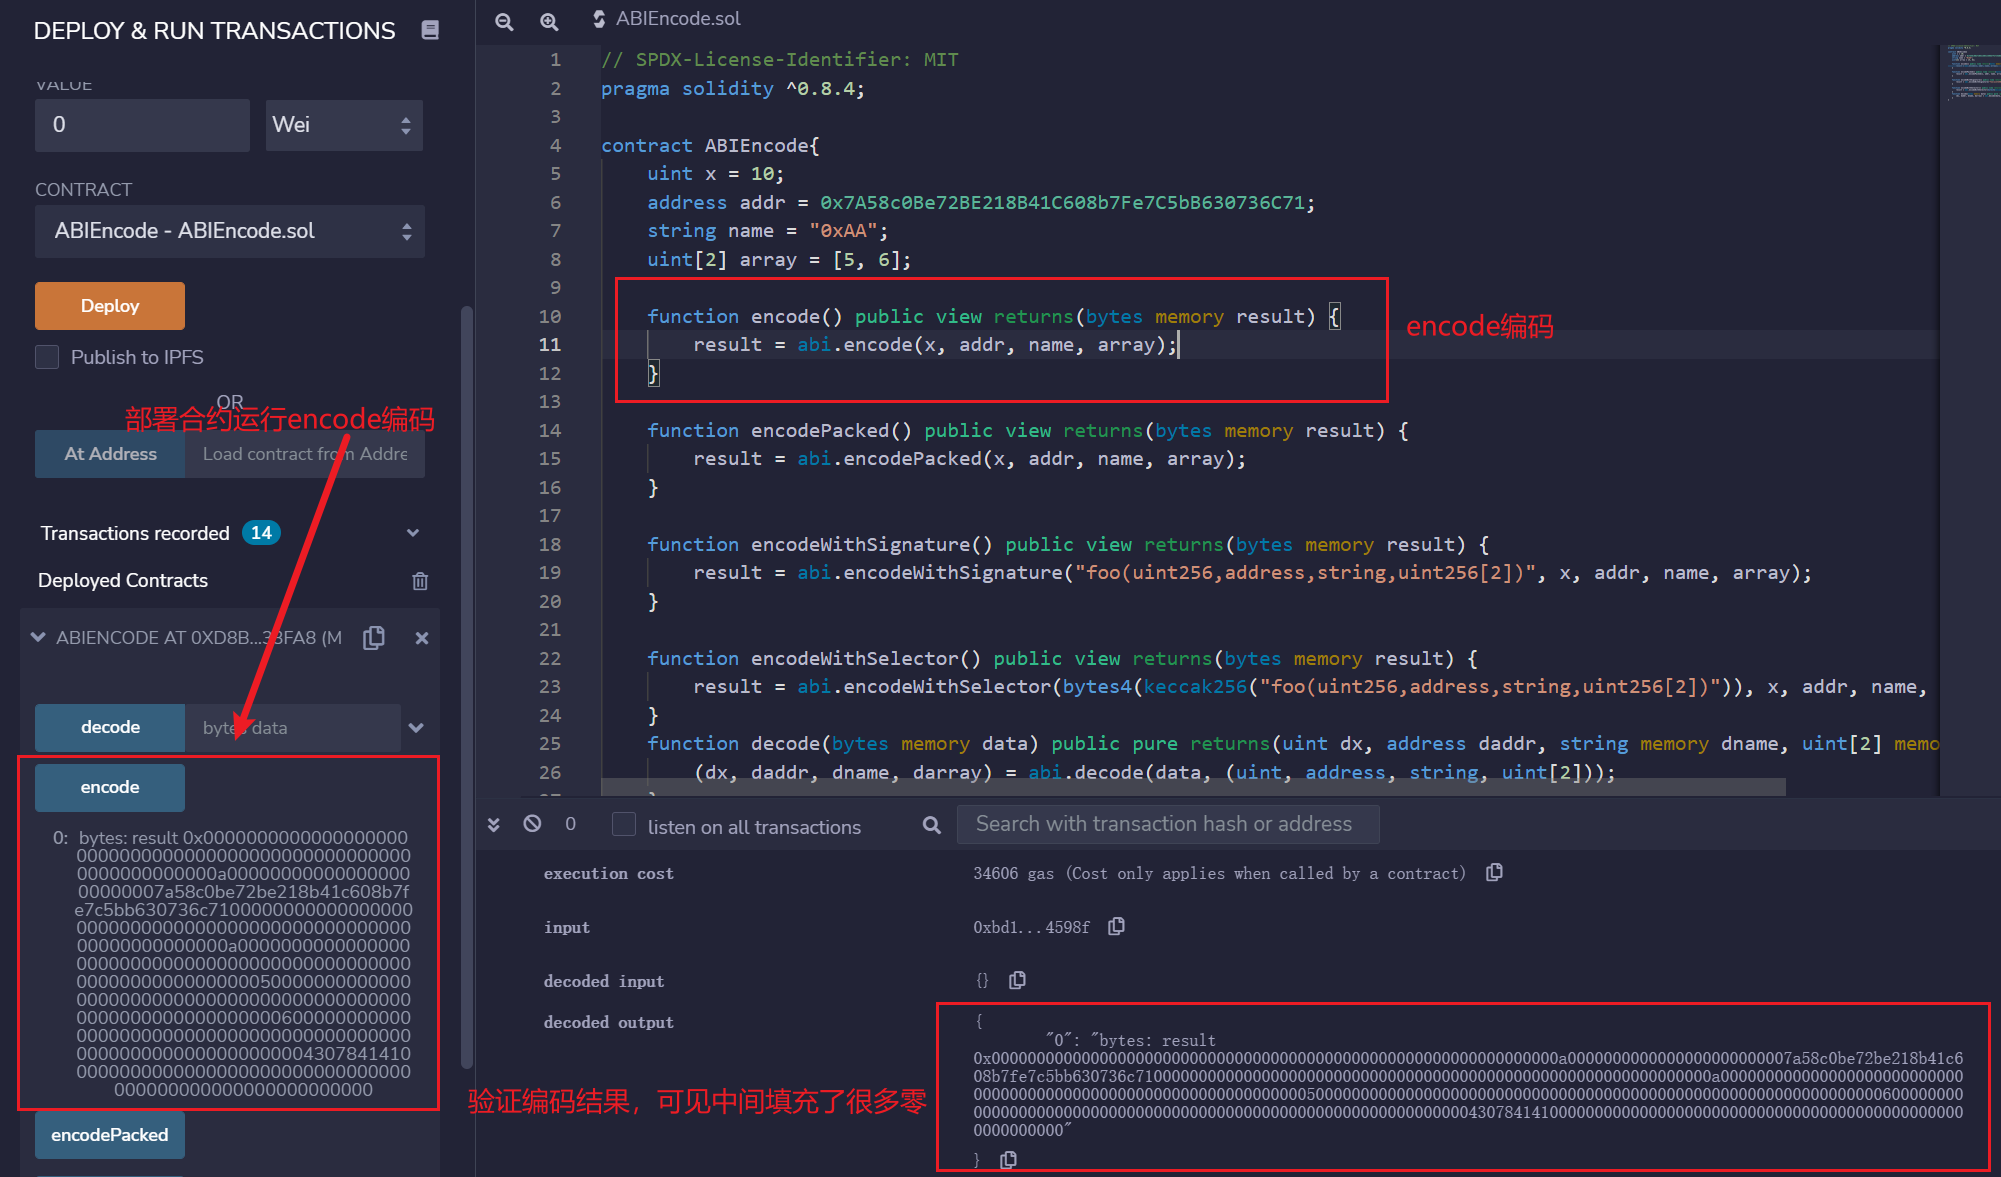 DEPLOY & RUN TRANSACTIONS
VALUE
0
Wei
CONTRACT
ABIEncode - ABIEncode.sol
Deploy
Publish to IPFS
OR
部署合约运行encode编码
At Address
Load contract from Addre
Transactions recorded 14
Deployed Contracts
ABIENCODE AT 0XD8B...33FA8 (M
decode
bytes data
encode
0: bytes: result 0x0000000000000000000
encodePacked
ABIEncode.sol
1 // SPDX-License-Identifier: MIT
2 pragma solidity ^0.8.4;
3
4 contract ABIEncode{
5 uint x = 10;
6 address addr = 0x7A58c0Be72BE218B41C608b7Fe7C5bB630736C71;
7 string name = "0xAA";
8 uint[2] array = [5, 6];
9
10 function encode() public view returns(bytes memory result) {
11 result = abi.encode(x, addr, name, array);
12 }
13
14 function encodePacked() public view returns(bytes memory result) {
15 result = abi.encodePacked(x, addr, name, array);
16 }
17
18 function encodeWithSignature() public view returns(bytes memory result) {
19 result = abi.encodeWithSignature("foo(uint256,address,string,uint256[2])", x, addr, name, array);
20 }
21
22 function encodeWithSelector() public view returns(bytes memory result) {
23 result = abi.encodeWithSelector(bytes4(keccak256("foo(uint256,address,string,uint256[2])")), x, addr, name,
24 }
25 function decode(bytes memory data) public pure returns(uint dx, address daddr, string memory dname, uint[2] memo
26 (dx, daddr, dname, darray) = abi.decode(data, (uint, address, string, uint[2]));
encode编码
0
listen on all transactions
Search with transaction hash or address
execution cost
34606 gas (Cost only applies when called by a contract)
input
0xbd1...4598f
decoded input
{}
decoded output
{
"0": "bytes: result
}
验证编码结果，可见中间填充了很多零